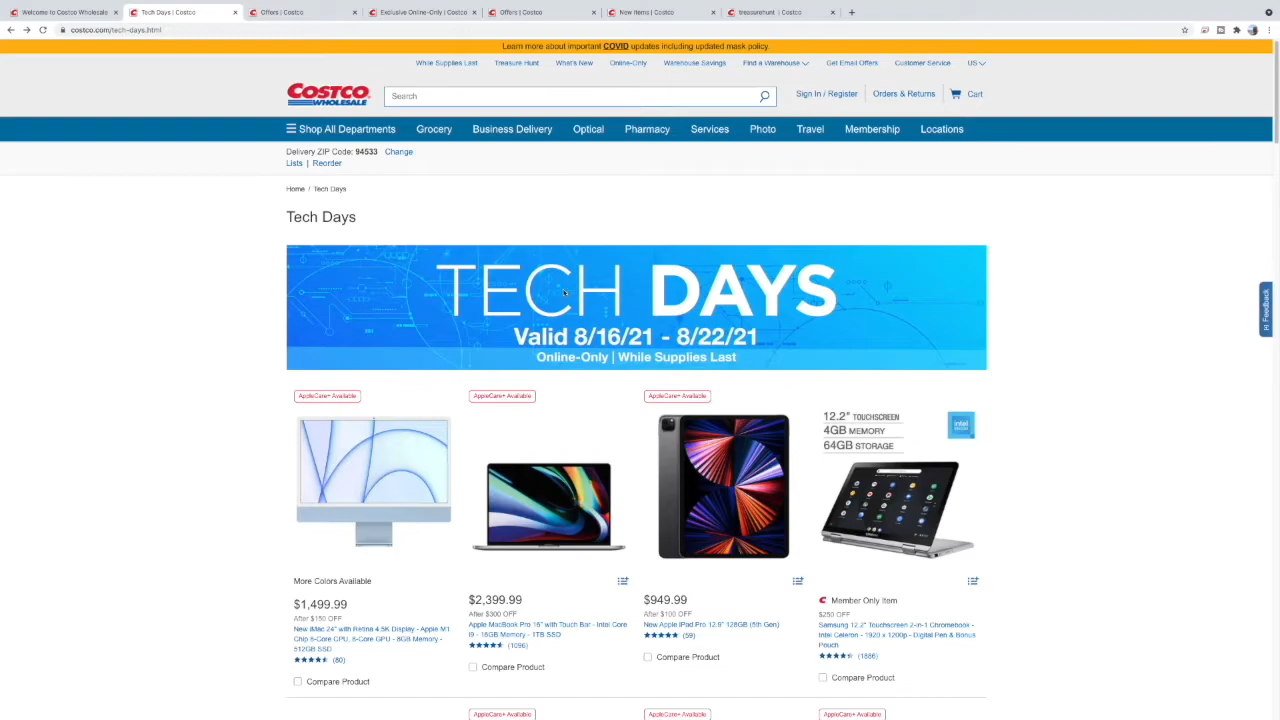 Welcome to Costco Wholesale
Tech Days | Costco
Offers | Costco
Exclusive Online-Only | Costco
Offers | Costco
New Items | Costco
treasurehunt | Costco
costco.com/tech-days.html
Learn more about important COVID updates including updated mask policy.
While Supplies Last
Treasure Hunt
What's New
Online-Only
Warehouse Savings
Find a Warehouse
Get Email Offers
Customer Service
US
COSTCO
WHOLESALE
Search
Sign In / Register
Orders & Returns
Cart
Shop All Departments
Grocery
Business Delivery
Optical
Pharmacy
Services
Photo
Travel
Membership
Locations
Delivery ZIP Code: 94533 Change
Lists | Reorder
Home / Tech Days
Tech Days
TECH DAYS
Valid 8/16/21 - 8/22/21
Online-Only | While Supplies Last
Feedback
AppleCare+ Available
More Colors Available
$1,499.99
After $150 OFF
New iMac 24" with Retina 4.5K Display - Apple M1
Chip 8-Core CPU, 8-Core GPU - 8GB Memory -
512GB SSD
(80)
Compare Product
AppleCare+ Available
$2,399.99
After $300 OFF
Apple MacBook Pro 16" with Touch Bar - Intel Core
i9 - 16GB Memory - 1TB SSD
(1096)
Compare Product
AppleCare+ Available
$949.99
After $100 OFF
New Apple iPad Pro 12.9" 128GB (5th Gen)
(59)
Compare Product
12.2" TOUCHSCREEN
4GB MEMORY
64GB STORAGE
intel
Member Only Item
$250 OFF
Samsung 12.2" Touchscreen 2-in-1 Chromebook -
Intel Celeron - 1920 x 1200p - Digital Pen & Bonus
Pouch
(1886)
Compare Product
AppleCare+ Available
AppleCare+ Available
AppleCare+ Available